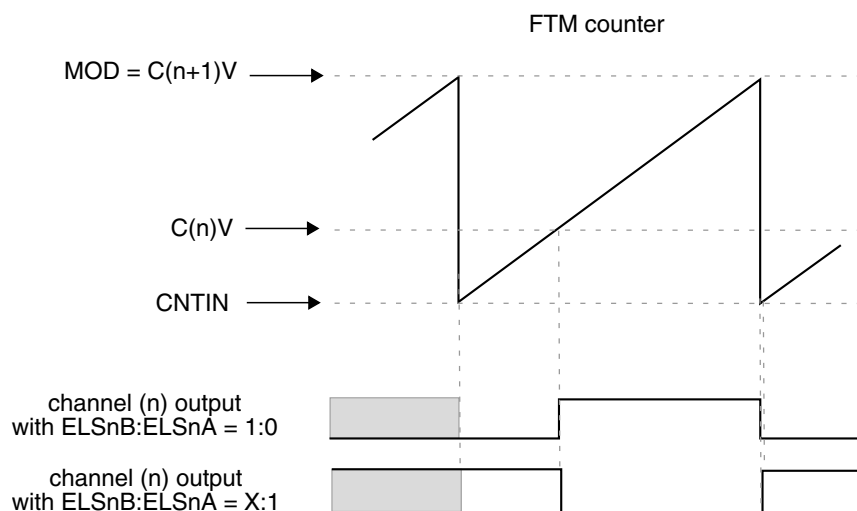 FTM counter
MOD = C(n+1)V
C(n)V
CNTIN
channel (n) output
with ELSnB:ELSnA = 1:0
channel (n) output
with ELSnB:ELSnA = X:1